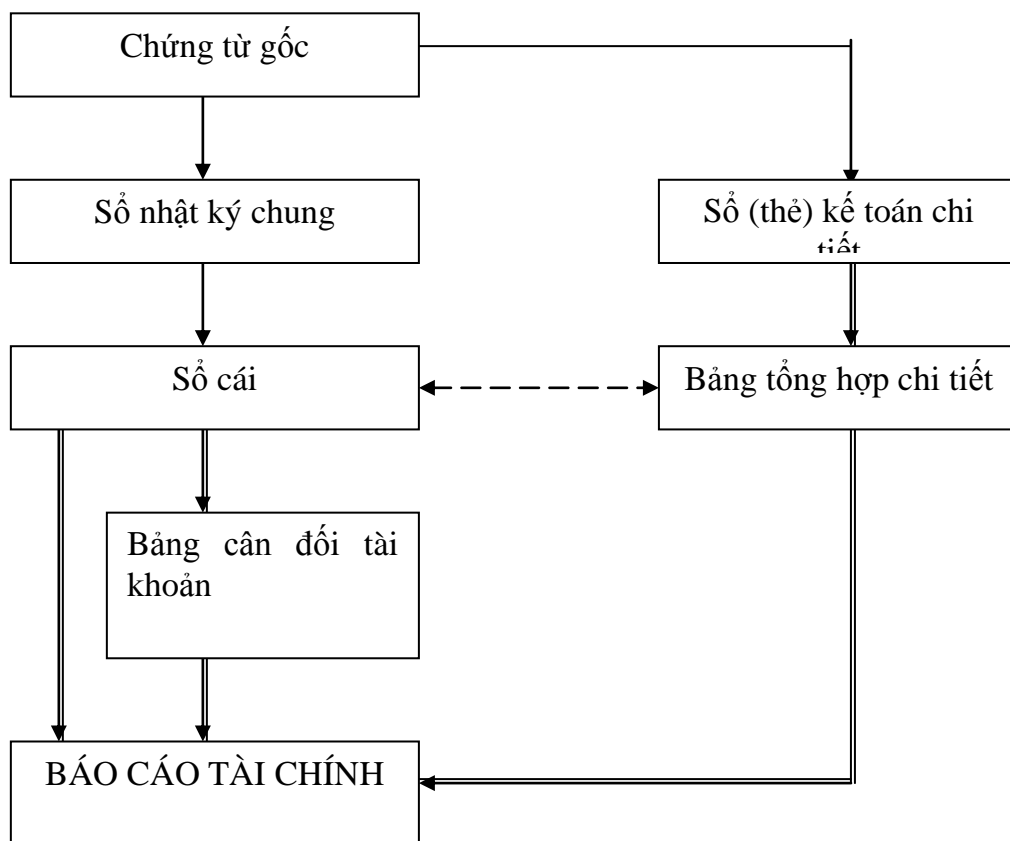 Chứng từ gốc
Sổ nhật ký chung
Sổ (thẻ) kế toán chi
tiết
Sổ cái
Bảng tổng hợp chi tiết
Bảng cân đối tài
khoản
BÁO CÁO TÀI CHÍNH